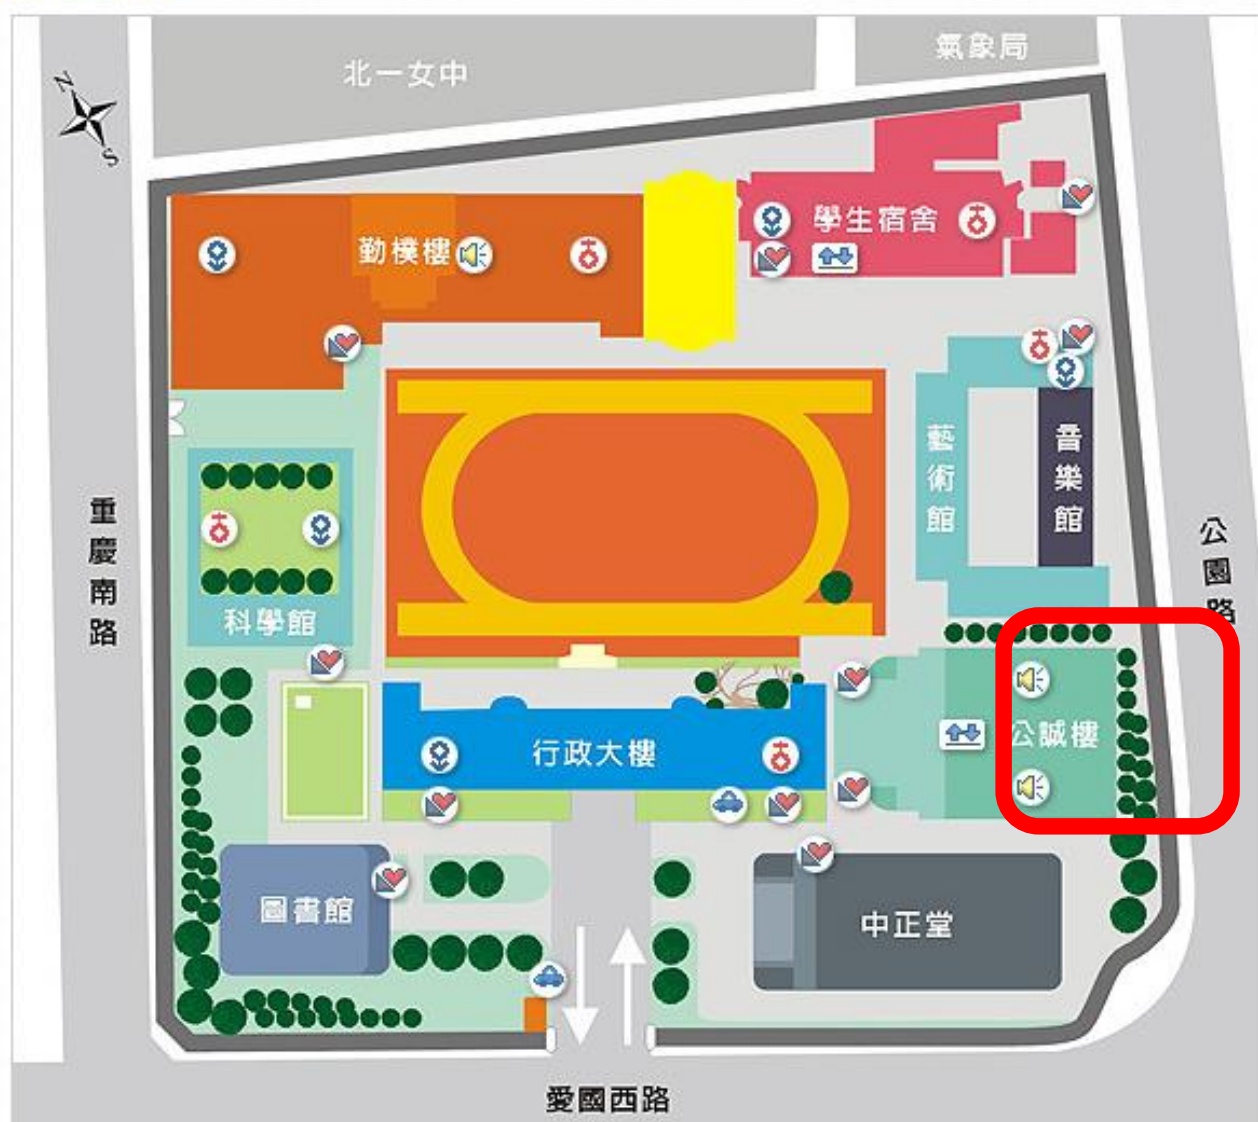 北一女中
氣象局
N
S
學生宿舍
勤樸樓
藝術館
音樂館
重慶南路
公園路
科學館
公誠樓
行政大樓
圖書館
中正堂
愛國西路